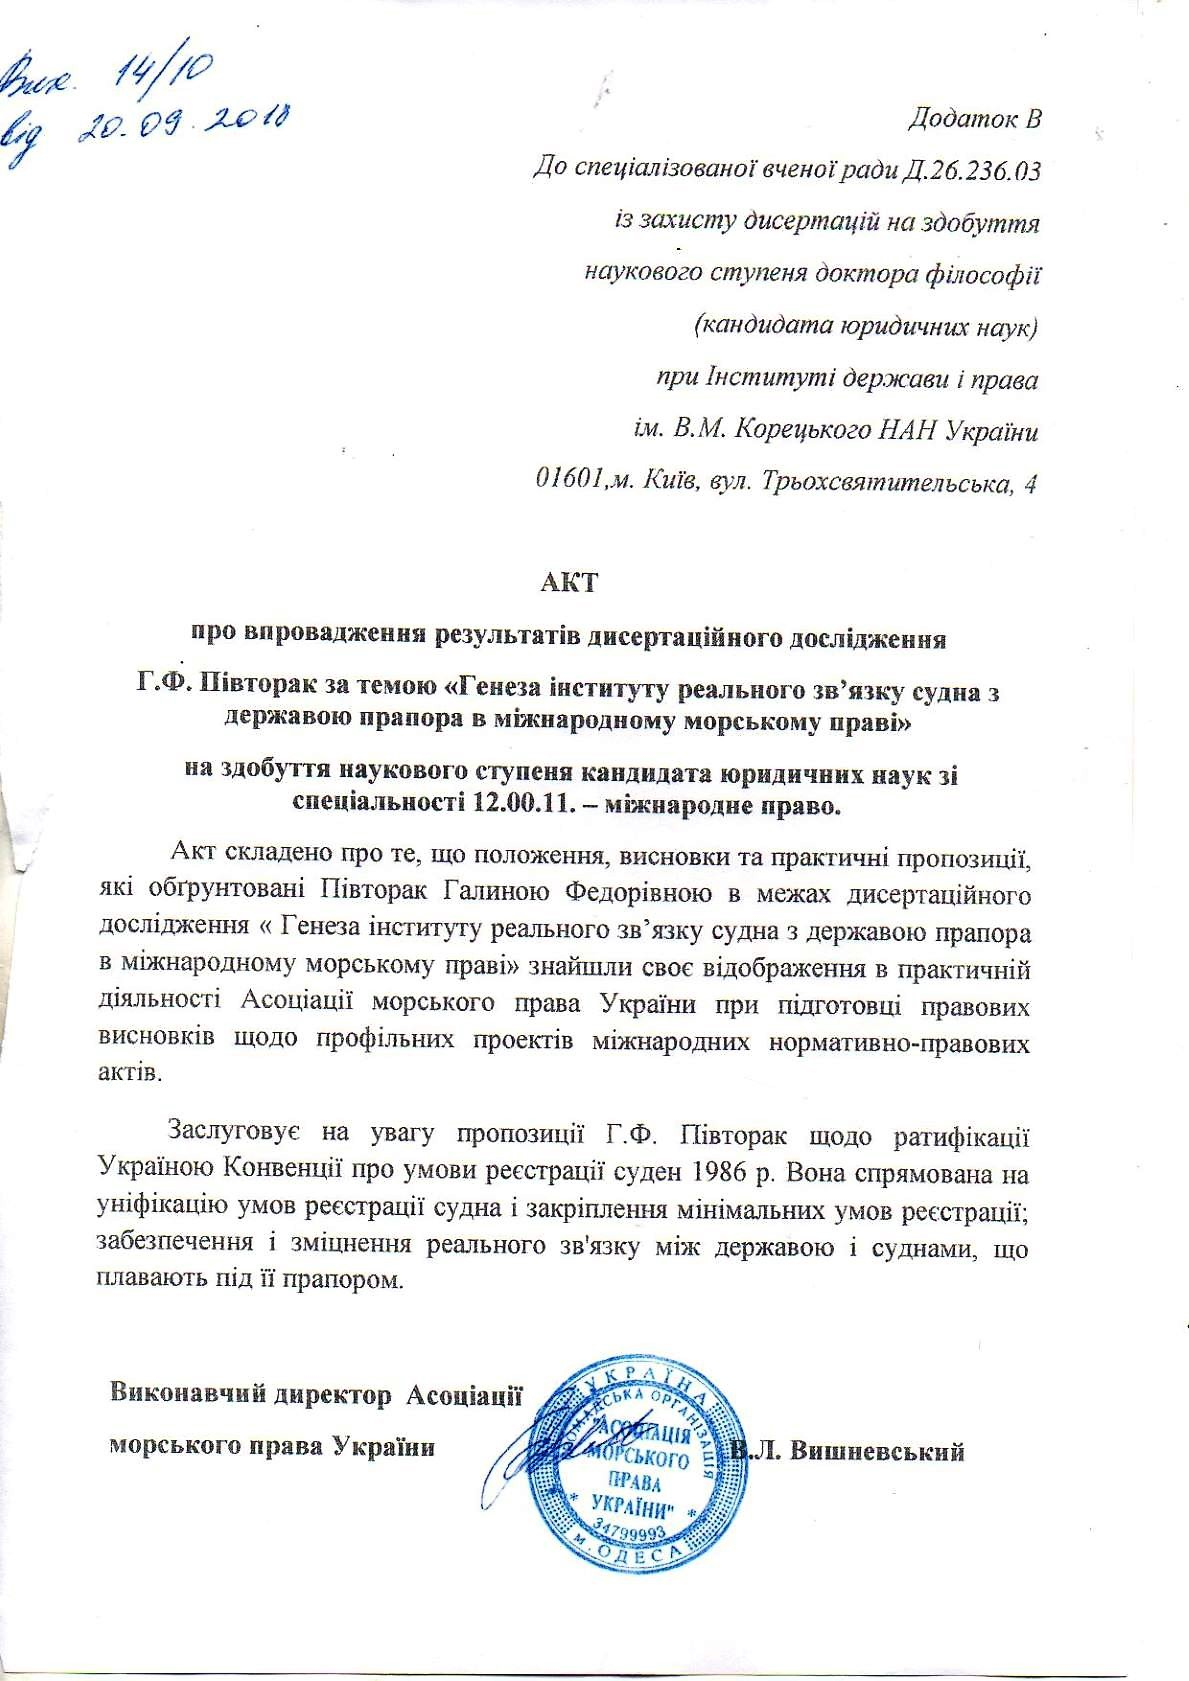 Вих. 14/10
від 20.09.2018
Додаток В
До спеціалізованої вченої ради Д.26.236.03
із захисту дисертацій на здобуття
наукового ступеня доктора філософії
(кандидата юридичних наук)
при Інституті держави і права
ім. В.М. Корецького НАН України
01601,м. Київ, вул. Трьохсвятительська, 4
АКТ
про впровадження результатів дисертаційного дослідження
Г.Ф. Півторак за темою «Генеза інституту реального зв’язку судна з
державою прапора в міжнародному морському праві»
на здобуття наукового ступеня кандидата юридичних наук зі
спеціальності 12.00.11. – міжнародне право.
Акт складено про те, що положення, висновки та практичні пропозиції,
які обґрунтовані Півторак Галиною Федорівною в межах дисертаційного
дослідження « Генеза інституту реального зв’язку судна з державою прапора
в міжнародному морському праві» знайшли своє відображення в практичній
діяльності Асоціації морського права України при підготовці правових
висновків щодо профільних проектів міжнародних нормативно-правових
актів.
Заслуговує на увагу пропозиції Г.Ф. Півторак щодо ратифікації
Україною Конвенції про умови реєстрації суден 1986 р. Вона спрямована на
уніфікацію умов реєстрації судна і закріплення мінімальних умов реєстрації;
забезпечення і зміцнення реального зв'язку між державою і суднами, що
плавають під її прапором.
Виконавчий директор Асоціації
морського права України
В.Л. Вишневський
УКРАЇНА
ГРОМАДСЬКА ОРГАНІЗАЦІЯ
"АСОЦІАЦІЯ
МОРСЬКОГО
ПРАВА
УКРАЇНИ"
34799993
м. ОДЕСА